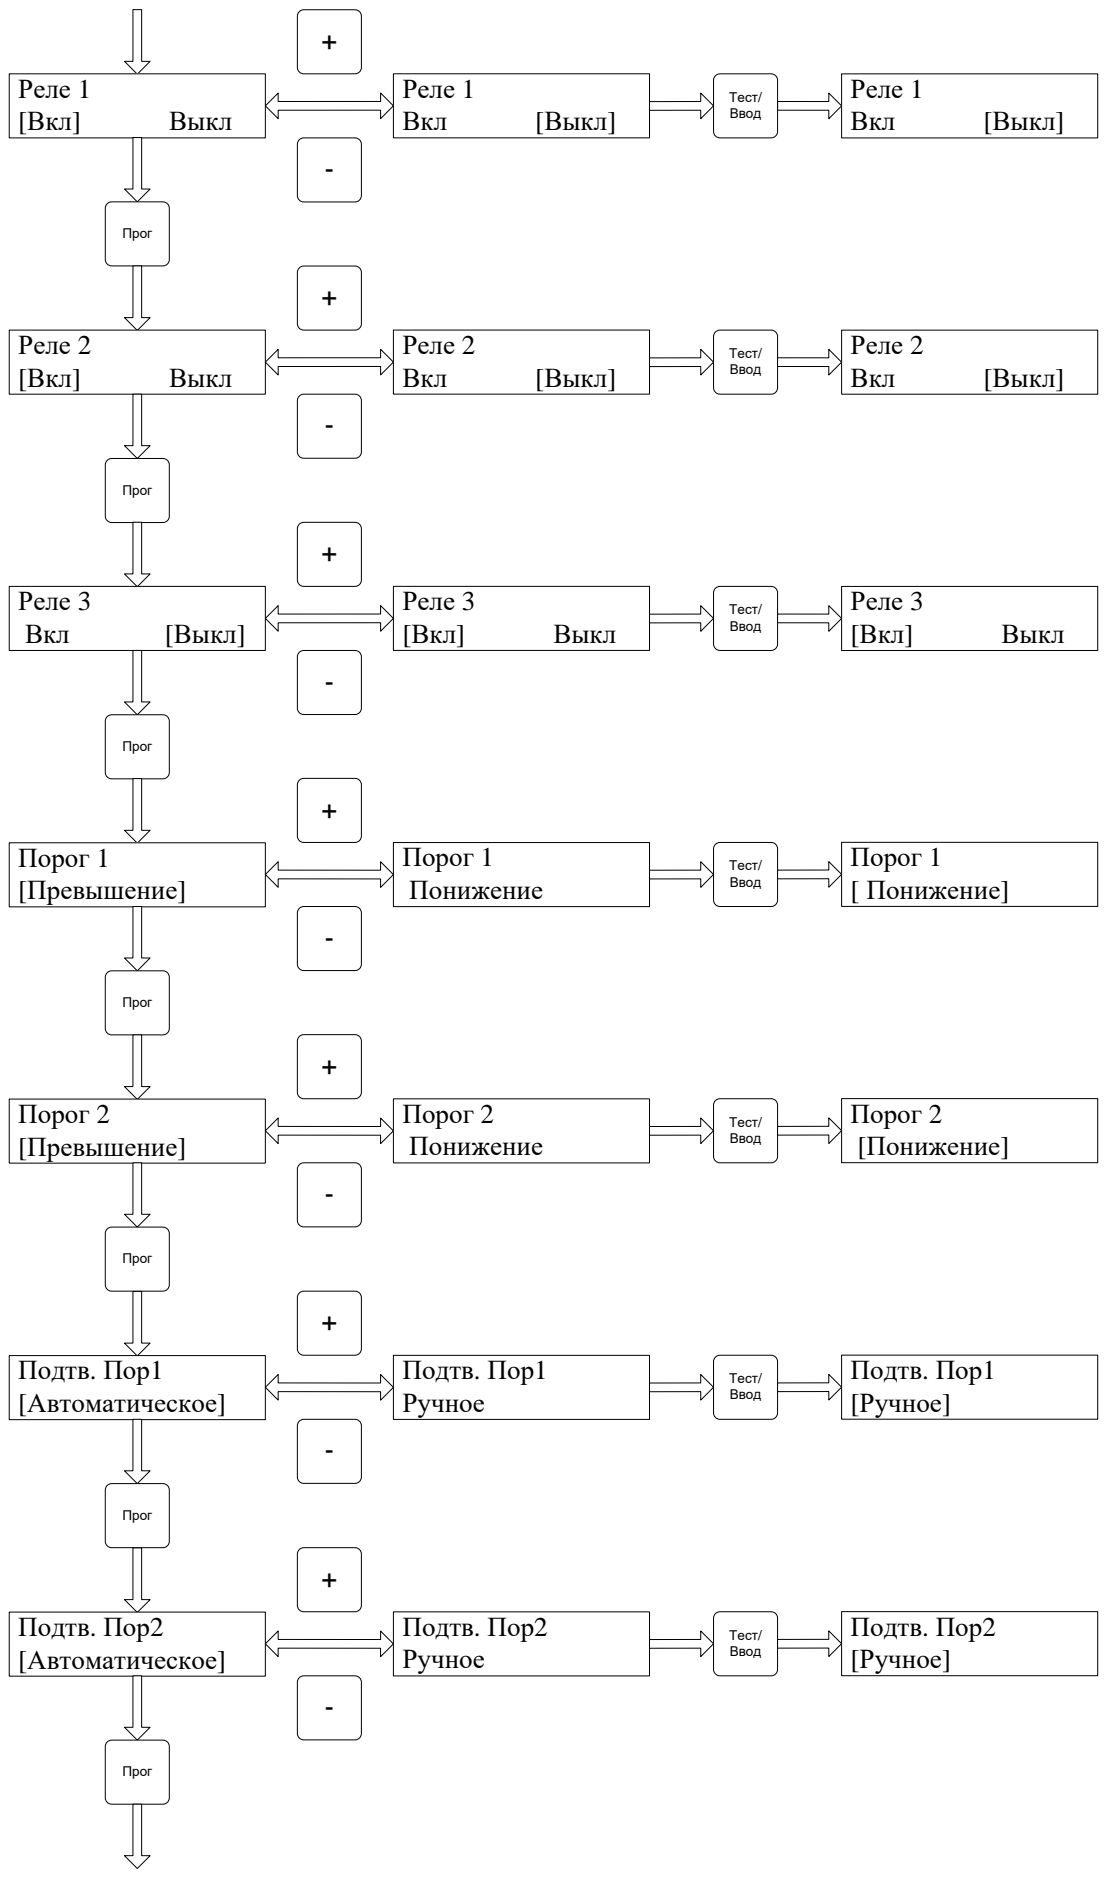 +
Реле 1
[Вкл] Выкл
Реле 1
Вкл [Выкл]
Тест/
Ввод
Реле 1
Вкл [Выкл]
-
Прог
+
Реле 2
[Вкл] Выкл
Реле 2
Вкл [Выкл]
Тест/
Ввод
Реле 2
Вкл [Выкл]
-
Прог
+
Реле 3
Вкл [Выкл]
Реле 3
[Вкл] Выкл
Тест/
Ввод
Реле 3
[Вкл] Выкл
-
Прог
+
Порог 1
[Превышение]
Порог 1
Понижение
Тест/
Ввод
Порог 1
[ Понижение]
-
Прог
+
Порог 2
[Превышение]
Порог 2
Понижение
Тест/
Ввод
Порог 2
[Понижение]
-
Прог
+
Подтв. Пор1
[Автоматическое]
Подтв. Пор1
Ручное
Тест/
Ввод
Подтв. Пор1
[Ручное]
-
Прог
+
Подтв. Пор2
[Автоматическое]
Подтв. Пор2
Ручное
Тест/
Ввод
Подтв. Пор2
[Ручное]
-
Прог